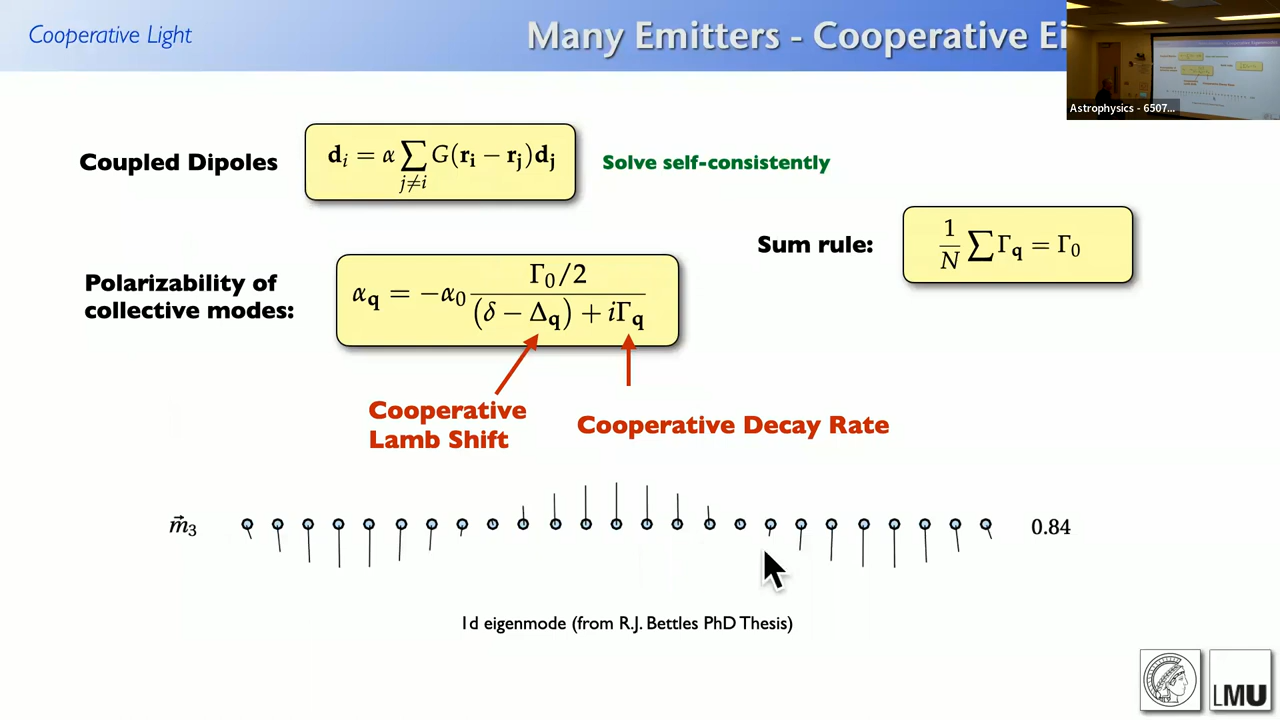 Cooperative Light
Many Emitters - Cooperative Ei
Astrophysics - 6507...
Coupled Dipoles
d_i = α ∑_{j≠i} G(r_i − r_j)d_j
Solve self-consistently
Sum rule:
1/N ∑ Γ_q = Γ_0
Polarizability of
collective modes:
α_q = −α_0 (Γ_0/2) / ((δ − Δ_q) + iΓ_q)
Cooperative
Lamb Shift
Cooperative Decay Rate
m⃗_3
0.84
1d eigenmode (from R.J. Bettles PhD Thesis)
LMU